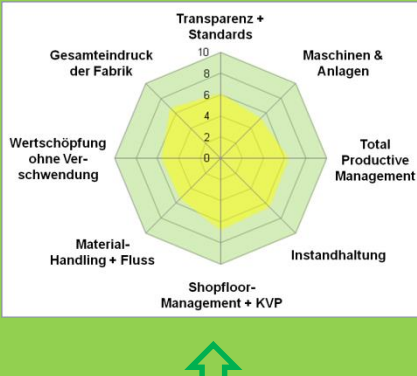 Transparenz +
Standards
Gesamteindruck
der Fabrik
Maschinen &
Anlagen
10
8
6
4
2
0
Wertschöpfung
ohne Ver-
schwendung
Total
Productive
Management
Material-
Handling + Fluss
Instandhaltung
Shopfloor-
Management + KVP